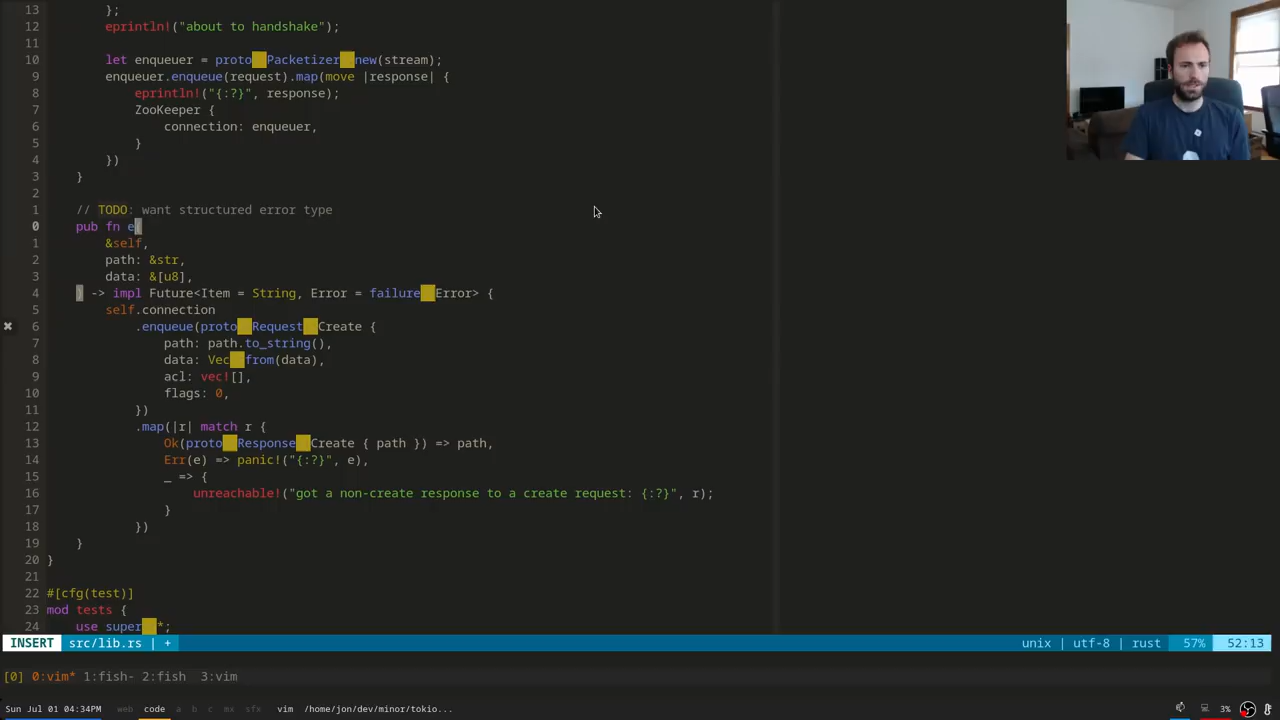 13         };
12         eprintln!("about to handshake");
11
10         let enqueuer = proto::Packetizer::new(stream);
9         enqueuer.enqueue(request).map(move |response| {
8             eprintln!("{:?}", response);
7             ZooKeeper {
6                 connection: enqueuer,
5             }
4         })
3     }
2
1     // TODO: want structured error type
0     pub fn e(
1         &self,
2         path: &str,
3         data: &[u8],
4     ) -> impl Future<Item = String, Error = failure::Error> {
5         self.connection
✖ 6             .enqueue(proto::Request::Create {
7                 path: path.to_string(),
8                 data: Vec::from(data),
9                 acl: vec![],
10                 flags: 0,
11             })
12             .map(|r| match r {
13                 Ok(proto::Response::Create { path }) => path,
14                 Err(e) => panic!("{:?}", e),
15                 _ => {
16                     unreachable!("got a non-create response to a create request: {:?}", r);
17                 }
18             })
19     }
20 }
21
22 #[cfg(test)]
23 mod tests {
24     use super::*;
INSERT src/lib.rs | + unix | utf-8 | rust 57% 52:13
[0] 0:vim* 1:fish- 2:fish 3:vim
Sun Jul 01 04:34PM web code a b c mx sfx vim /home/jon/dev/minor/tokio... 3%